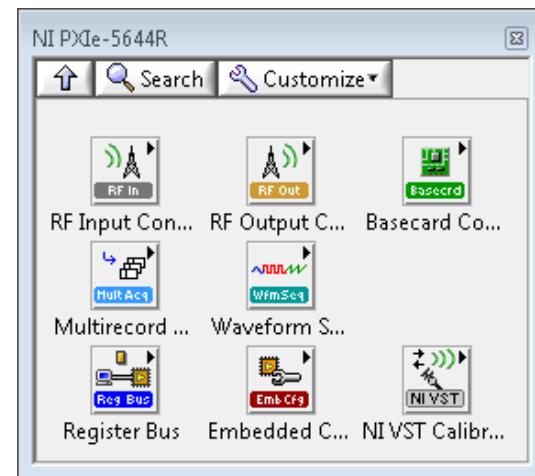 NI PXIe-5644R
Search Customize
RF In RF Out Basecrd
RF Input Con... RF Output C... Basecard Co...
Mult Acq WfmSeq
Multirecord ... Waveform S...
Reg Bus Emb Cfg NI VST
Register Bus Embedded C... NI VST Calibr...